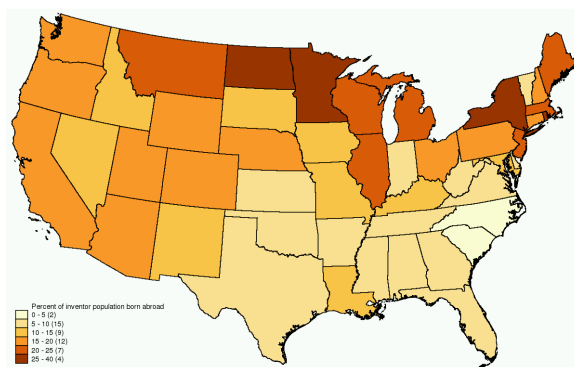 Percent of inventor population born abroad
0 - 5 (2)
5 - 10 (15)
10 - 15 (9)
15 - 20 (12)
20 - 25 (7)
25 - 40 (4)